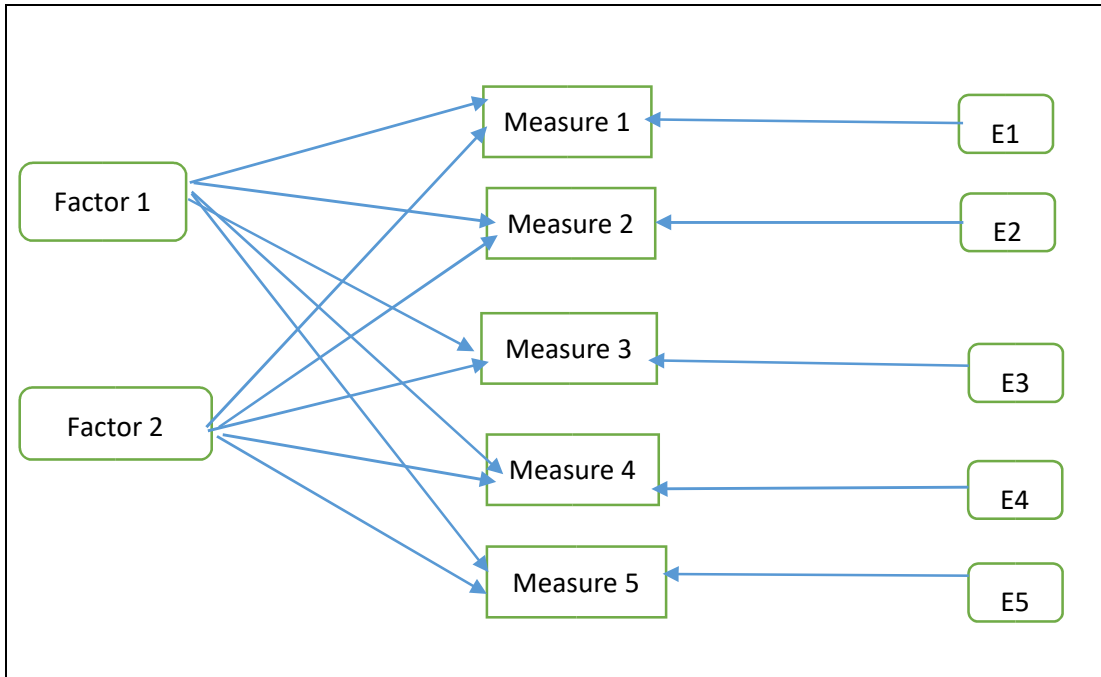 Measure 1
E1
Factor 1
Measure 2
E2
Measure 3
E3
Factor 2
Measure 4
E4
Measure 5
E5